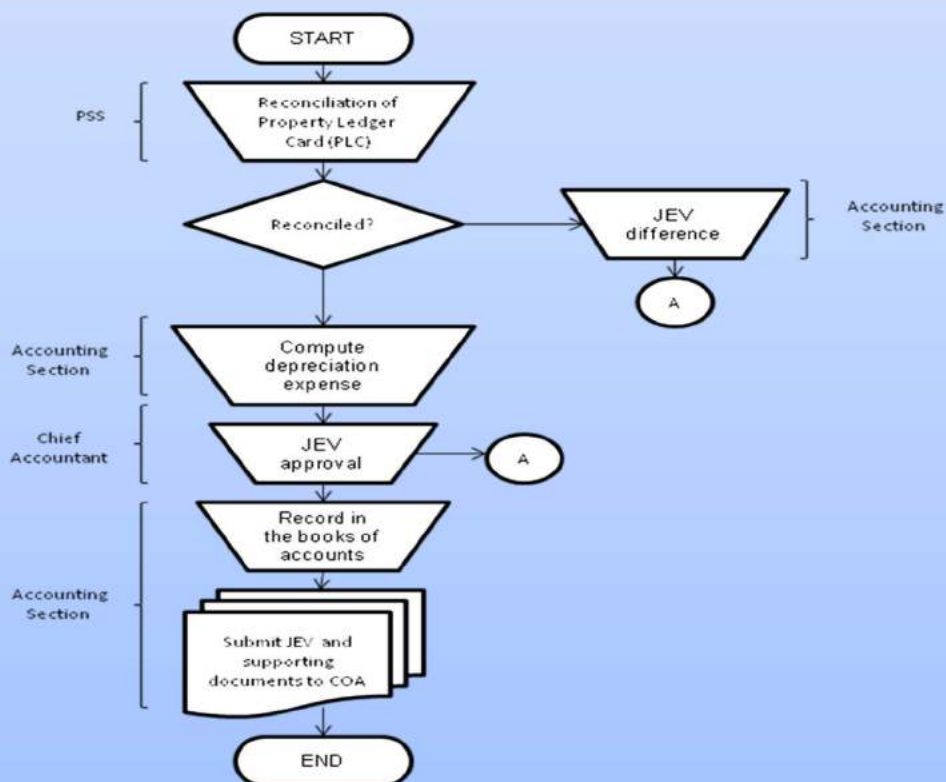 START
PSS
Reconciliation of
Property Ledger
Card (PLC)
Reconciled?
JEV
difference
Accounting
Section
A
Accounting
Section
Compute
depreciation
expense
Chief
Accountant
JEV
approval
A
Record in
the books of
accounts
Accounting
Section
Submit JEV and
supporting
documents to COA
END